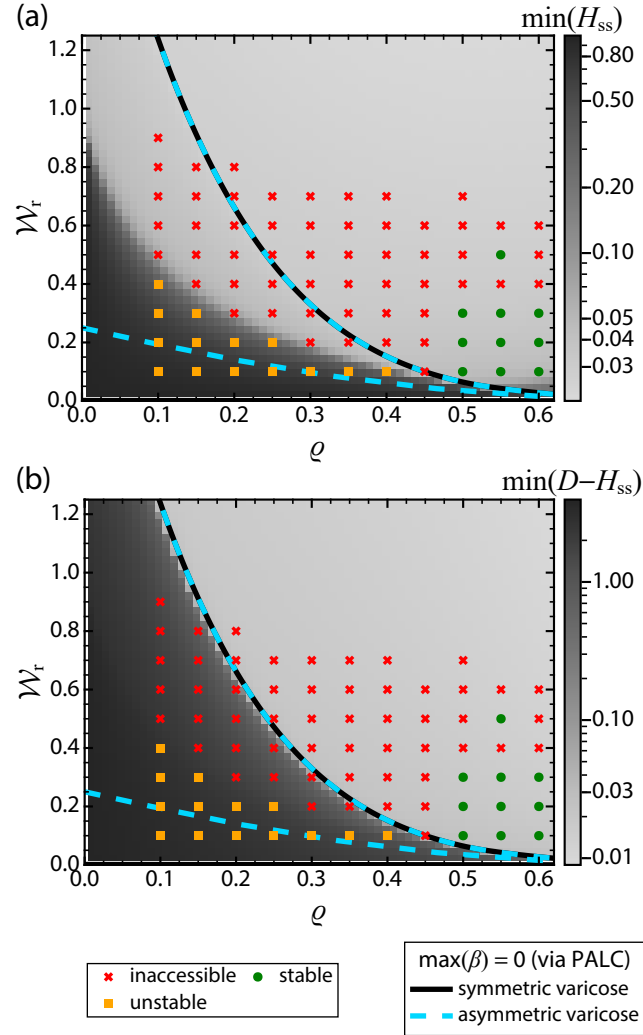 (a)
min(H_ss)
1.2
1.0
0.8
0.6
0.4
0.2
0.0
0.0 0.1 0.2 0.3 0.4 0.5 0.6
𝒲_r
ϱ
0.80
0.50
0.20
0.10
0.05
0.04
0.03
(b)
min(D−H_ss)
1.2
1.0
0.8
0.6
0.4
0.2
0.0
0.0 0.1 0.2 0.3 0.4 0.5 0.6
𝒲_r
ϱ
1.00
0.10
0.01
inaccessible stable
unstable
max(β) = 0 (via PALC)
symmetric varicose
asymmetric varicose